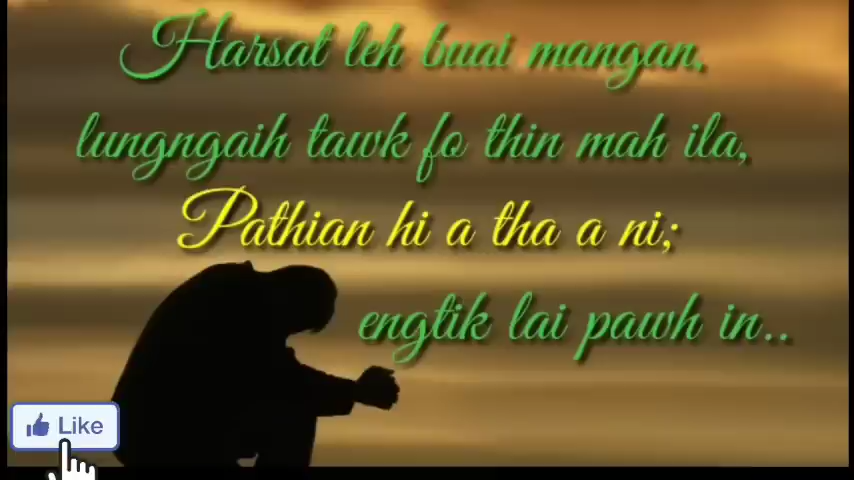 Harsat leh buai mangan,
lungngaih tawk fo thin mah ila,
Pathian hi a tha a ni;
engtik lai pawh in..
Like